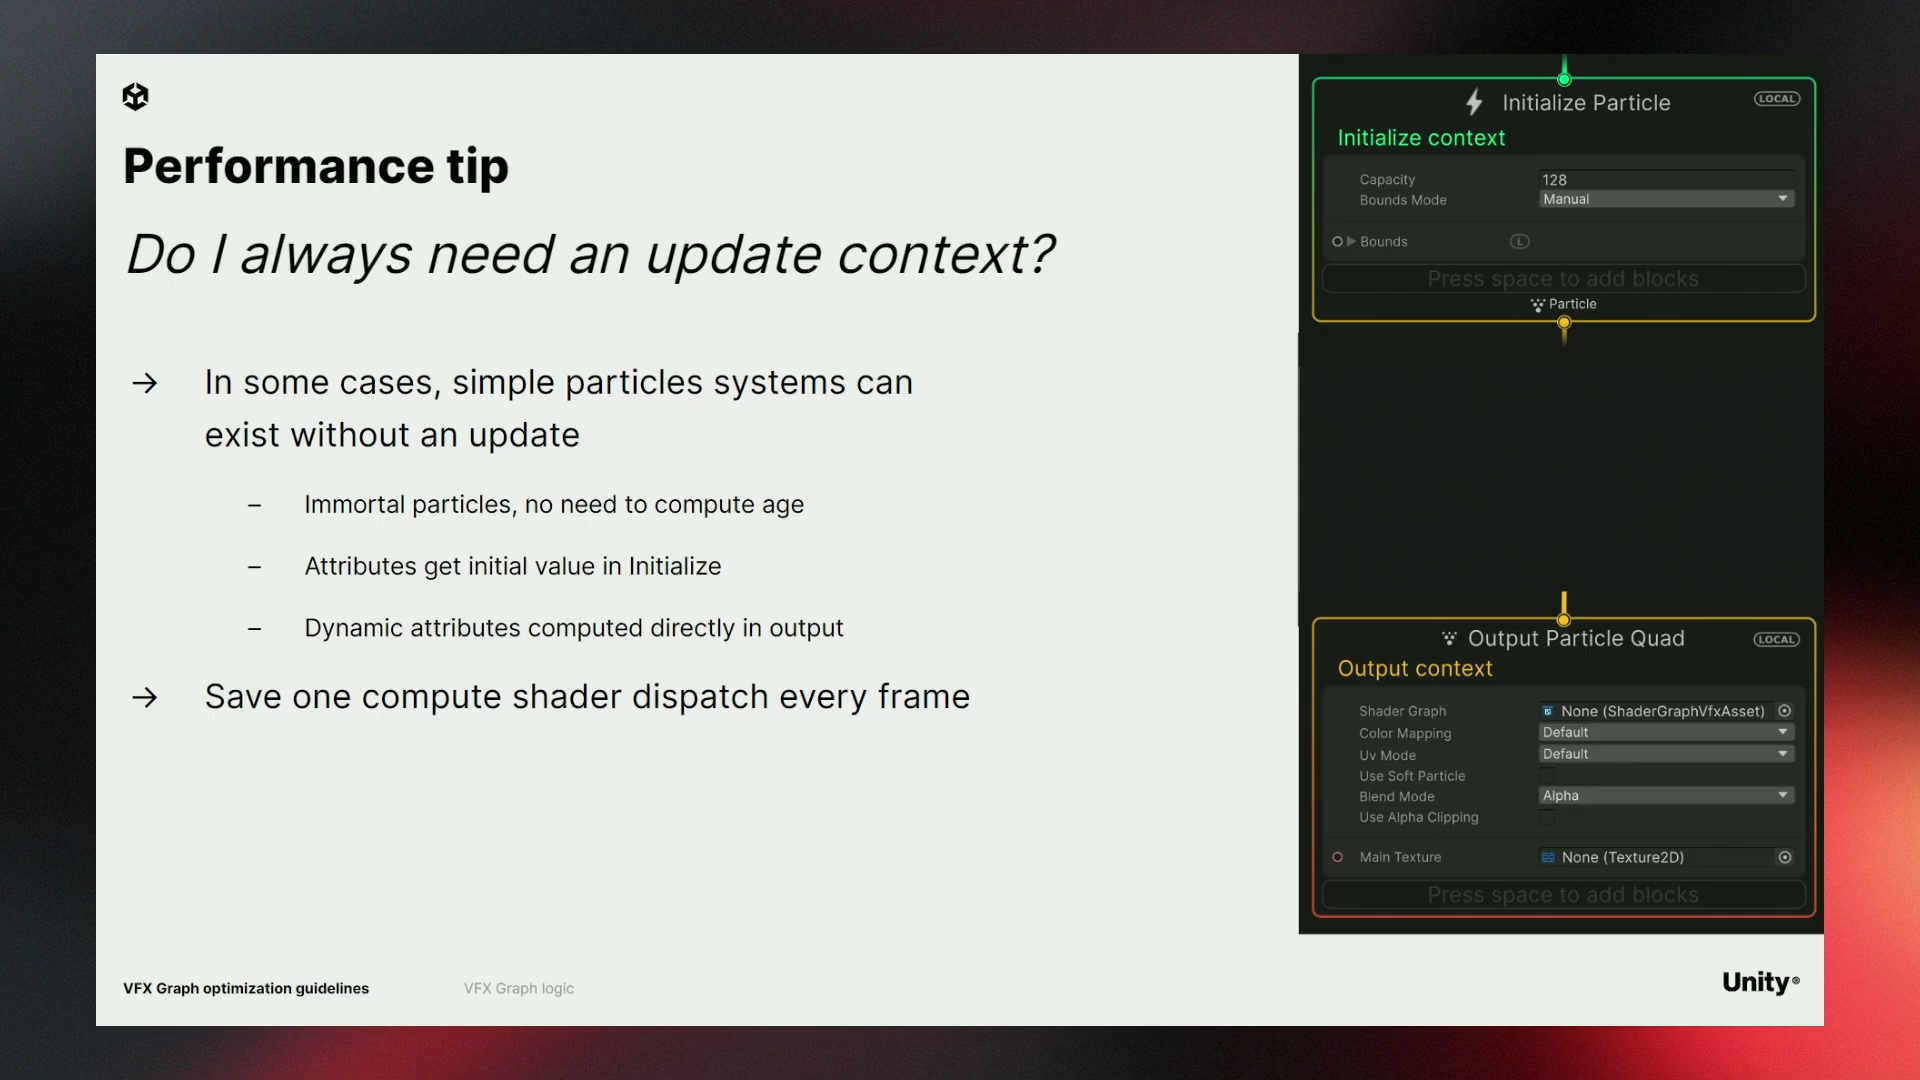 Performance tip
Do I always need an update context?
→ In some cases, simple particles systems can
exist without an update
– Immortal particles, no need to compute age
– Attributes get initial value in Initialize
– Dynamic attributes computed directly in output
→ Save one compute shader dispatch every frame
VFX Graph optimization guidelines
VFX Graph logic
Unity®
Initialize Particle
LOCAL
Initialize context
Capacity 128
Bounds Mode Manual
Bounds L
Press space to add blocks
Particle
Output Particle Quad
LOCAL
Output context
Shader Graph None (ShaderGraphVfxAsset)
Color Mapping Default
Uv Mode Default
Use Soft Particle
Blend Mode Alpha
Use Alpha Clipping
Main Texture None (Texture2D)
Press space to add blocks